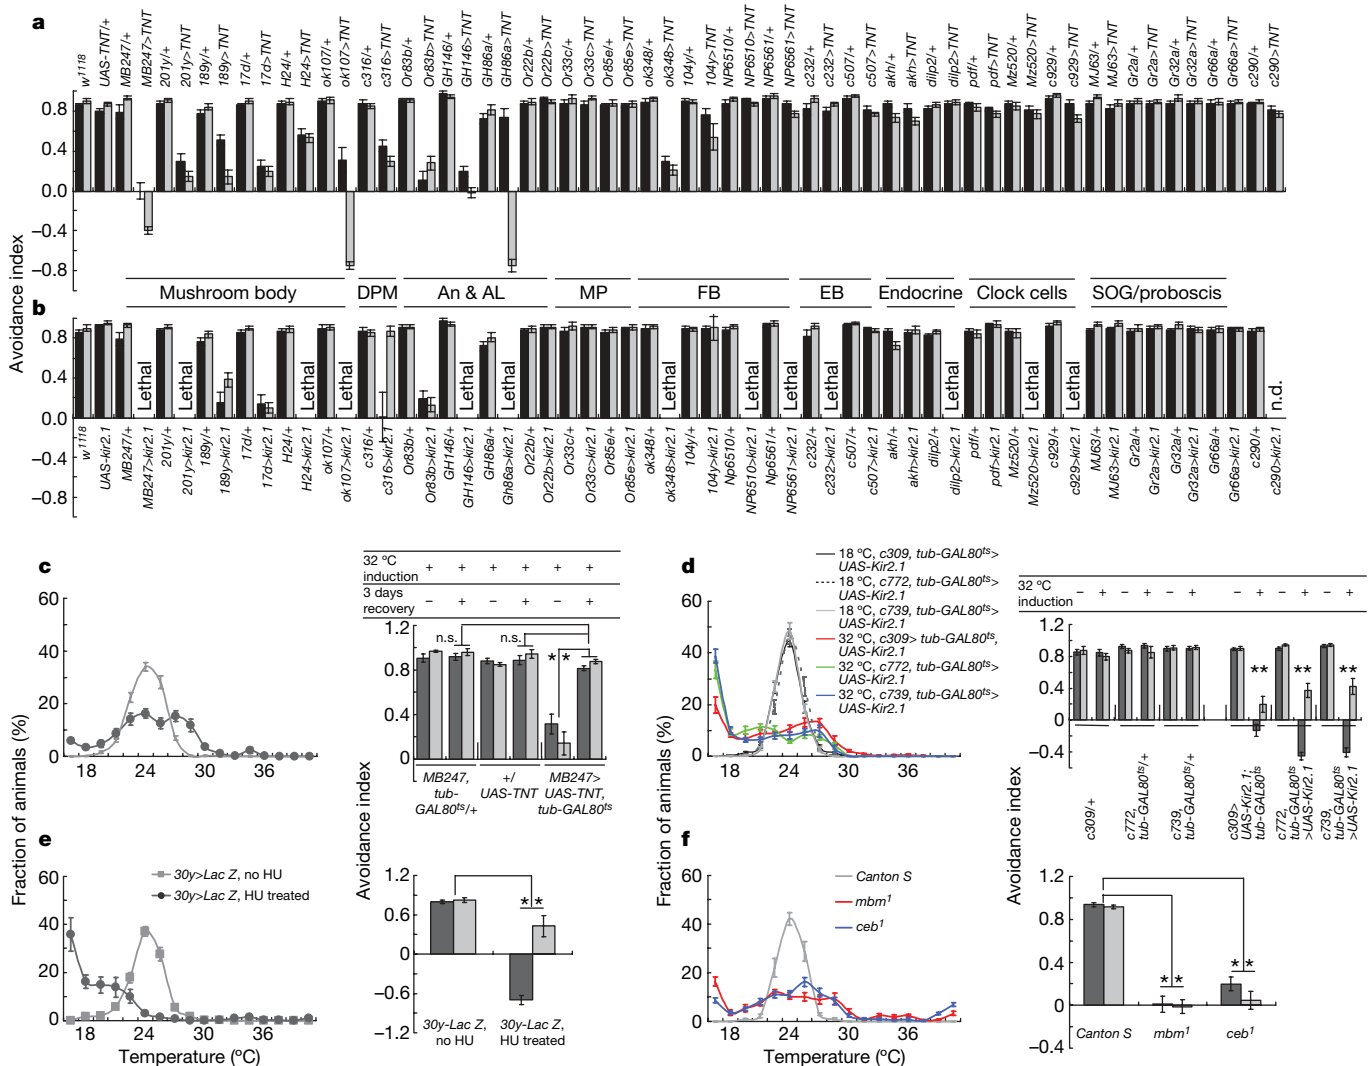 a
w1118
UAS-TNT/+
MB247/+
MB247>TNT
201y/+
201y>TNT
189y/+
189y>TNT
17d/+
17d>TNT
H24/+
H24>TNT
ok107/+
ok107>TNT
c316/+
c316>TNT
Or83b/+
Or83b>TNT
GH146/+
GH146>TNT
GH86a/+
GH86a>TNT
Or22b/+
Or22b>TNT
Or33c/+
Or33c>TNT
Or85e/+
Or85e>TNT
ok348/+
ok348>TNT
104y/+
104y>TNT
NP6510/+
NP6510>TNT
NP6561/+
NP6561>TNT
c232/+
c232>TNT
c507/+
c507>TNT
akh/+
akh>TNT
dilp2/+
dilp2>TNT
pdf/+
pdf>TNT
Mz520/+
Mz520>TNT
c929/+
c929>TNT
MJ63/+
MJ63>TNT
Gr2a/+
Gr2a>TNT
Gr32a/+
Gr32a>TNT
Gr66a/+
Gr66a>TNT
c290/+
c290>TNT
0.8
0.4
0.0
−0.4
−0.8
Avoidance index
Mushroom body
DPM
An & AL
MP
FB
EB
Endocrine
Clock cells
SOG/proboscis
b
Avoidance index
0.8
0.4
0.0
−0.4
−0.8
Lethal
Lethal
Lethal
Lethal
Lethal
Lethal
Lethal
Lethal
Lethal
Lethal
Lethal
Lethal
Lethal
n.d.
w1118
UAS-kir2.1
MB247/+
MB247>kir2.1
201y/+
201y>kir2.1
189y/+
189y>kir2.1
17d/+
17d>kir2.1
H24/+
H24>kir2.1
ok107/+
ok107>kir2.1
c316/+
c316>kir2.1
Or83b/+
Or83b>kir2.1
GH146/+
GH146>kir2.1
GH86a/+
Gh86a>kir2.1
Or22b/+
Or22b>kir2.1
Or33c/+
Or33c>kir2.1
Or85e/+
Or85e>kir2.1
ok348/+
ok348>kir2.1
104y/+
104y>kir2.1
Np6510/+
NP6510>kir2.1
Np6561/+
NP6561>kir2.1
c232/+
c232>kir2.1
c507/+
c507>kir2.1
akh/+
akh>kir2.1
dilp2/+
dilp2>kir2.1
pdf/+
pdf>kir2.1
Mz520/+
Mz520>kir2.1
c929/+
c929>kir2.1
MJ63/+
MJ63>kir2.1
Gr2a/+
Gr2a>kir2.1
Gr32a/+
Gr32a>kir2.1
Gr66a/+
Gr66a>kir2.1
c290/+
c290>kir2.1
c
60
40
20
0
18 24 30 36
Fraction of animals (%)
32 ºC induction + + + + + +
3 days recovery − + − + − +
1.2
0.8
0.4
0
n.s.
n.s.
* *
Avoidance index
MB247, tub-GAL80ts/+
+/ UAS-TNT
MB247> UAS-TNT, tub-GAL80ts
d
18 ºC, c309, tub-GAL80ts> UAS-Kir2.1
18 ºC, c772, tub-GAL80ts> UAS-Kir2.1
18 ºC, c739, tub-GAL80ts> UAS-Kir2.1
32 ºC, c309> tub-GAL80ts, UAS-Kir2.1
32 ºC, c772, tub-GAL80ts> UAS-Kir2.1
32 ºC, c739, tub-GAL80ts> UAS-Kir2.1
60
40
20
0
18 24 30 36
Fraction of animals (%)
32 ºC induction − + − + − + − + − + − +
1.2
0.8
0.4
0
−0.4
**
**
**
Avoidance index
c309/+
c772, tub-GAL80ts/+
c739, tub-GAL80ts/+
c309> UAS-Kir2.1; tub-GAL80ts
c772, tub-GAL80ts >UAS-Kir2.1
c739, tub-GAL80ts >UAS-Kir2.1
e
60
40
20
0
30y>Lac Z, no HU
30y>Lac Z, HU treated
18 24 30 36
Temperature (ºC)
1.2
0.6
0
−0.6
−1.2
* *
30y-Lac Z, no HU
30y-Lac Z, HU treated
f
60
40
20
0
Canton S
mbm1
ceb1
18 24 30 36
Temperature (ºC)
1.2
0.8
0.4
0
−0.4
* *
* *
Canton S
mbm1
ceb1